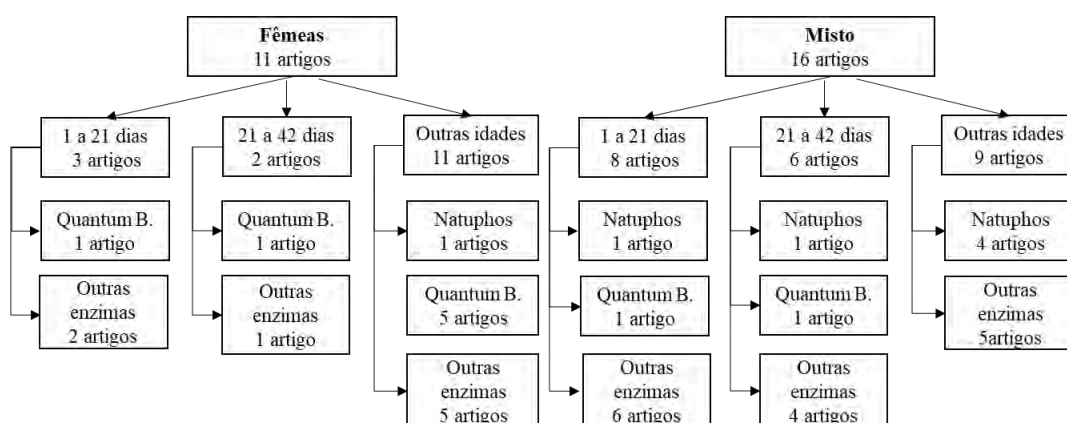 Fêmeas
11 artigos
Misto
16 artigos
1 a 21 dias
3 artigos
21 a 42 dias
2 artigos
Outras idades
11 artigos
1 a 21 dias
8 artigos
21 a 42 dias
6 artigos
Outras idades
9 artigos
Quantum B.
1 artigo
Quantum B.
1 artigo
Natuphos
1 artigos
Natuphos
1 artigo
Natuphos
1 artigo
Natuphos
4 artigos
Outras
enzimas
2 artigos
Outras
enzimas
1 artigo
Quantum B.
5 artigos
Quantum B.
1 artigo
Quantum B.
1 artigo
Outras
enzimas
5artigos
Outras
enzimas
5 artigos
Outras
enzimas
6 artigos
Outras
enzimas
4 artigos